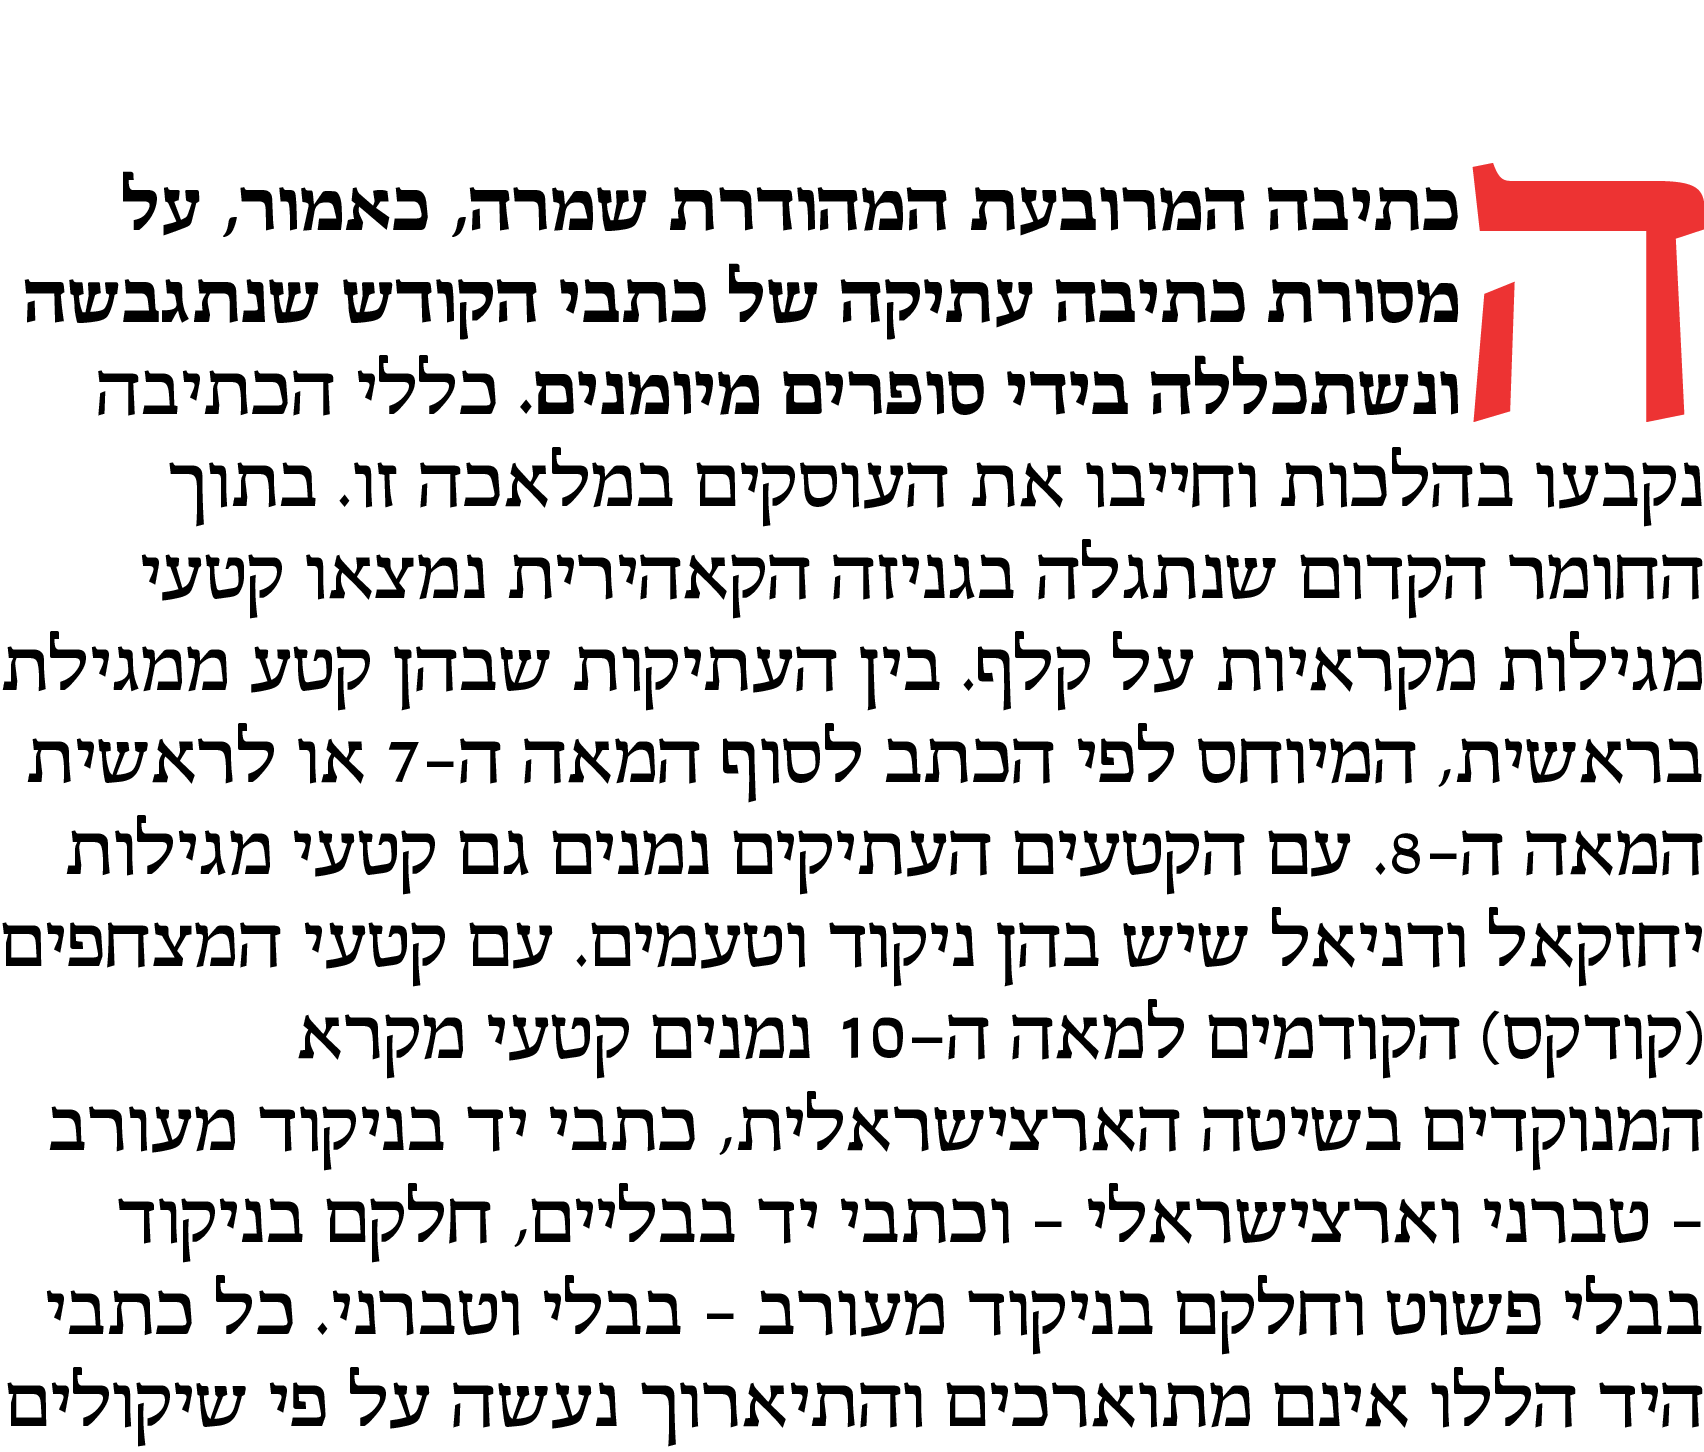 הכתיבה המרובעת המהודרת שמרה, כאמור, על
מסורת כתיבה עתיקה של כתבי הקודש שנתגבשה
ונשתכללה בידי סופרים מיומנים. כללי הכתיבה
נקבעו בהלכות וחייבו את העוסקים במלאכה זו. בתוך
החומר הקדום שנתגלה בגניזה הקאהירית נמצאו קטעי
מגילות מקראיות על קלף. בין העתיקות שבהן קטע ממגילת
בראשית, המיוחס לפי הכתב לסוף המאה ה–7 או לראשית
המאה ה–8. עם הקטעים העתיקים נמנים גם קטעי מגילות
יחזקאל ודניאל שיש בהן ניקוד וטעמים. עם קטעי המצחפים
(קודקס) הקודמים למאה ה–10 נמנים קטעי מקרא
המנוקדים בשיטה הארצישראלית, כתבי יד בניקוד מעורב
– טברני וארצישראלי – וכתבי יד בבליים, חלקם בניקוד
בבלי פשוט וחלקם בניקוד מעורב – בבלי וטברני. כל כתבי
היד הללו אינם מתוארכים והתיארוך נעשה על פי שיקולים